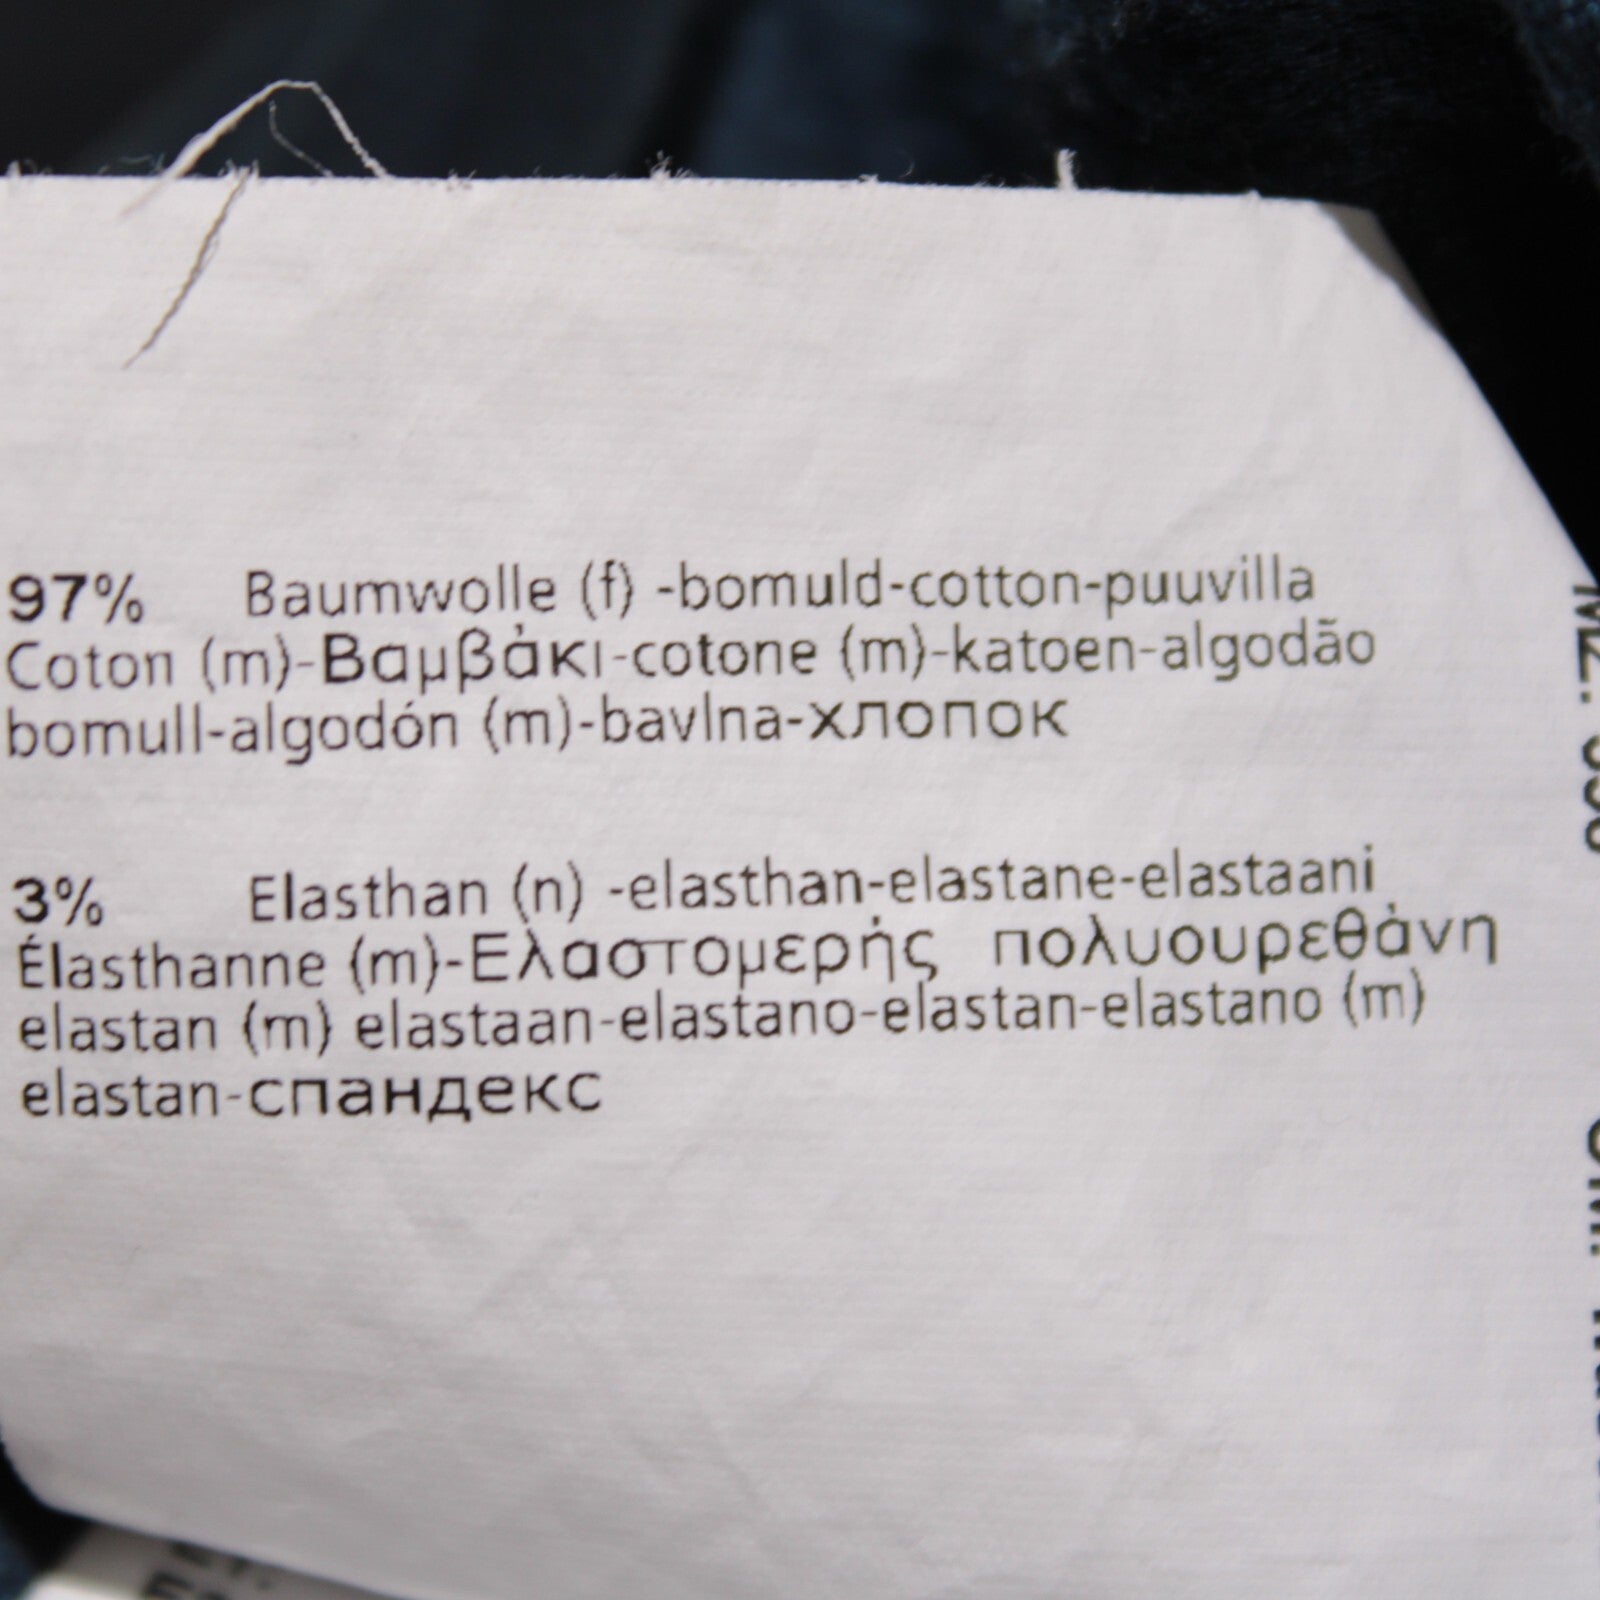 97% Baumwolle (f) -bomuld-cotton-puuvilla
Coton (m)-Βαμβάκι-cotone (m)-katoen-algodão
bomull-algodón (m)-bavlna-хлопок
3% Elasthan (n) -elasthan-elastane-elastaani
Élasthanne (m)-Ελαστομερής πολυουρεθάνη
elastan (m) elastaan-elastano-elastan-elastano (m)
elastan-спандекс